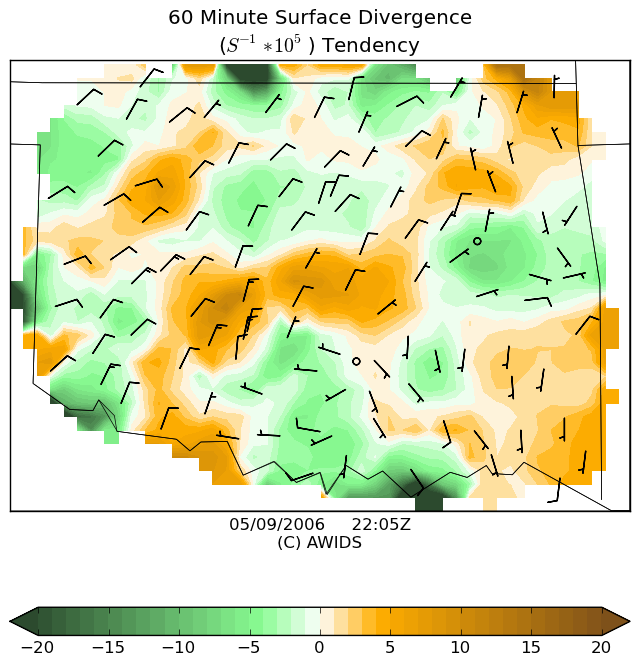 60 Minute Surface Divergence
(S⁻¹ ∗10⁵ ) Tendency
05/09/2006 22:05Z
(C) AWIDS
−20 −15 −10 −5 0 5 10 15 20